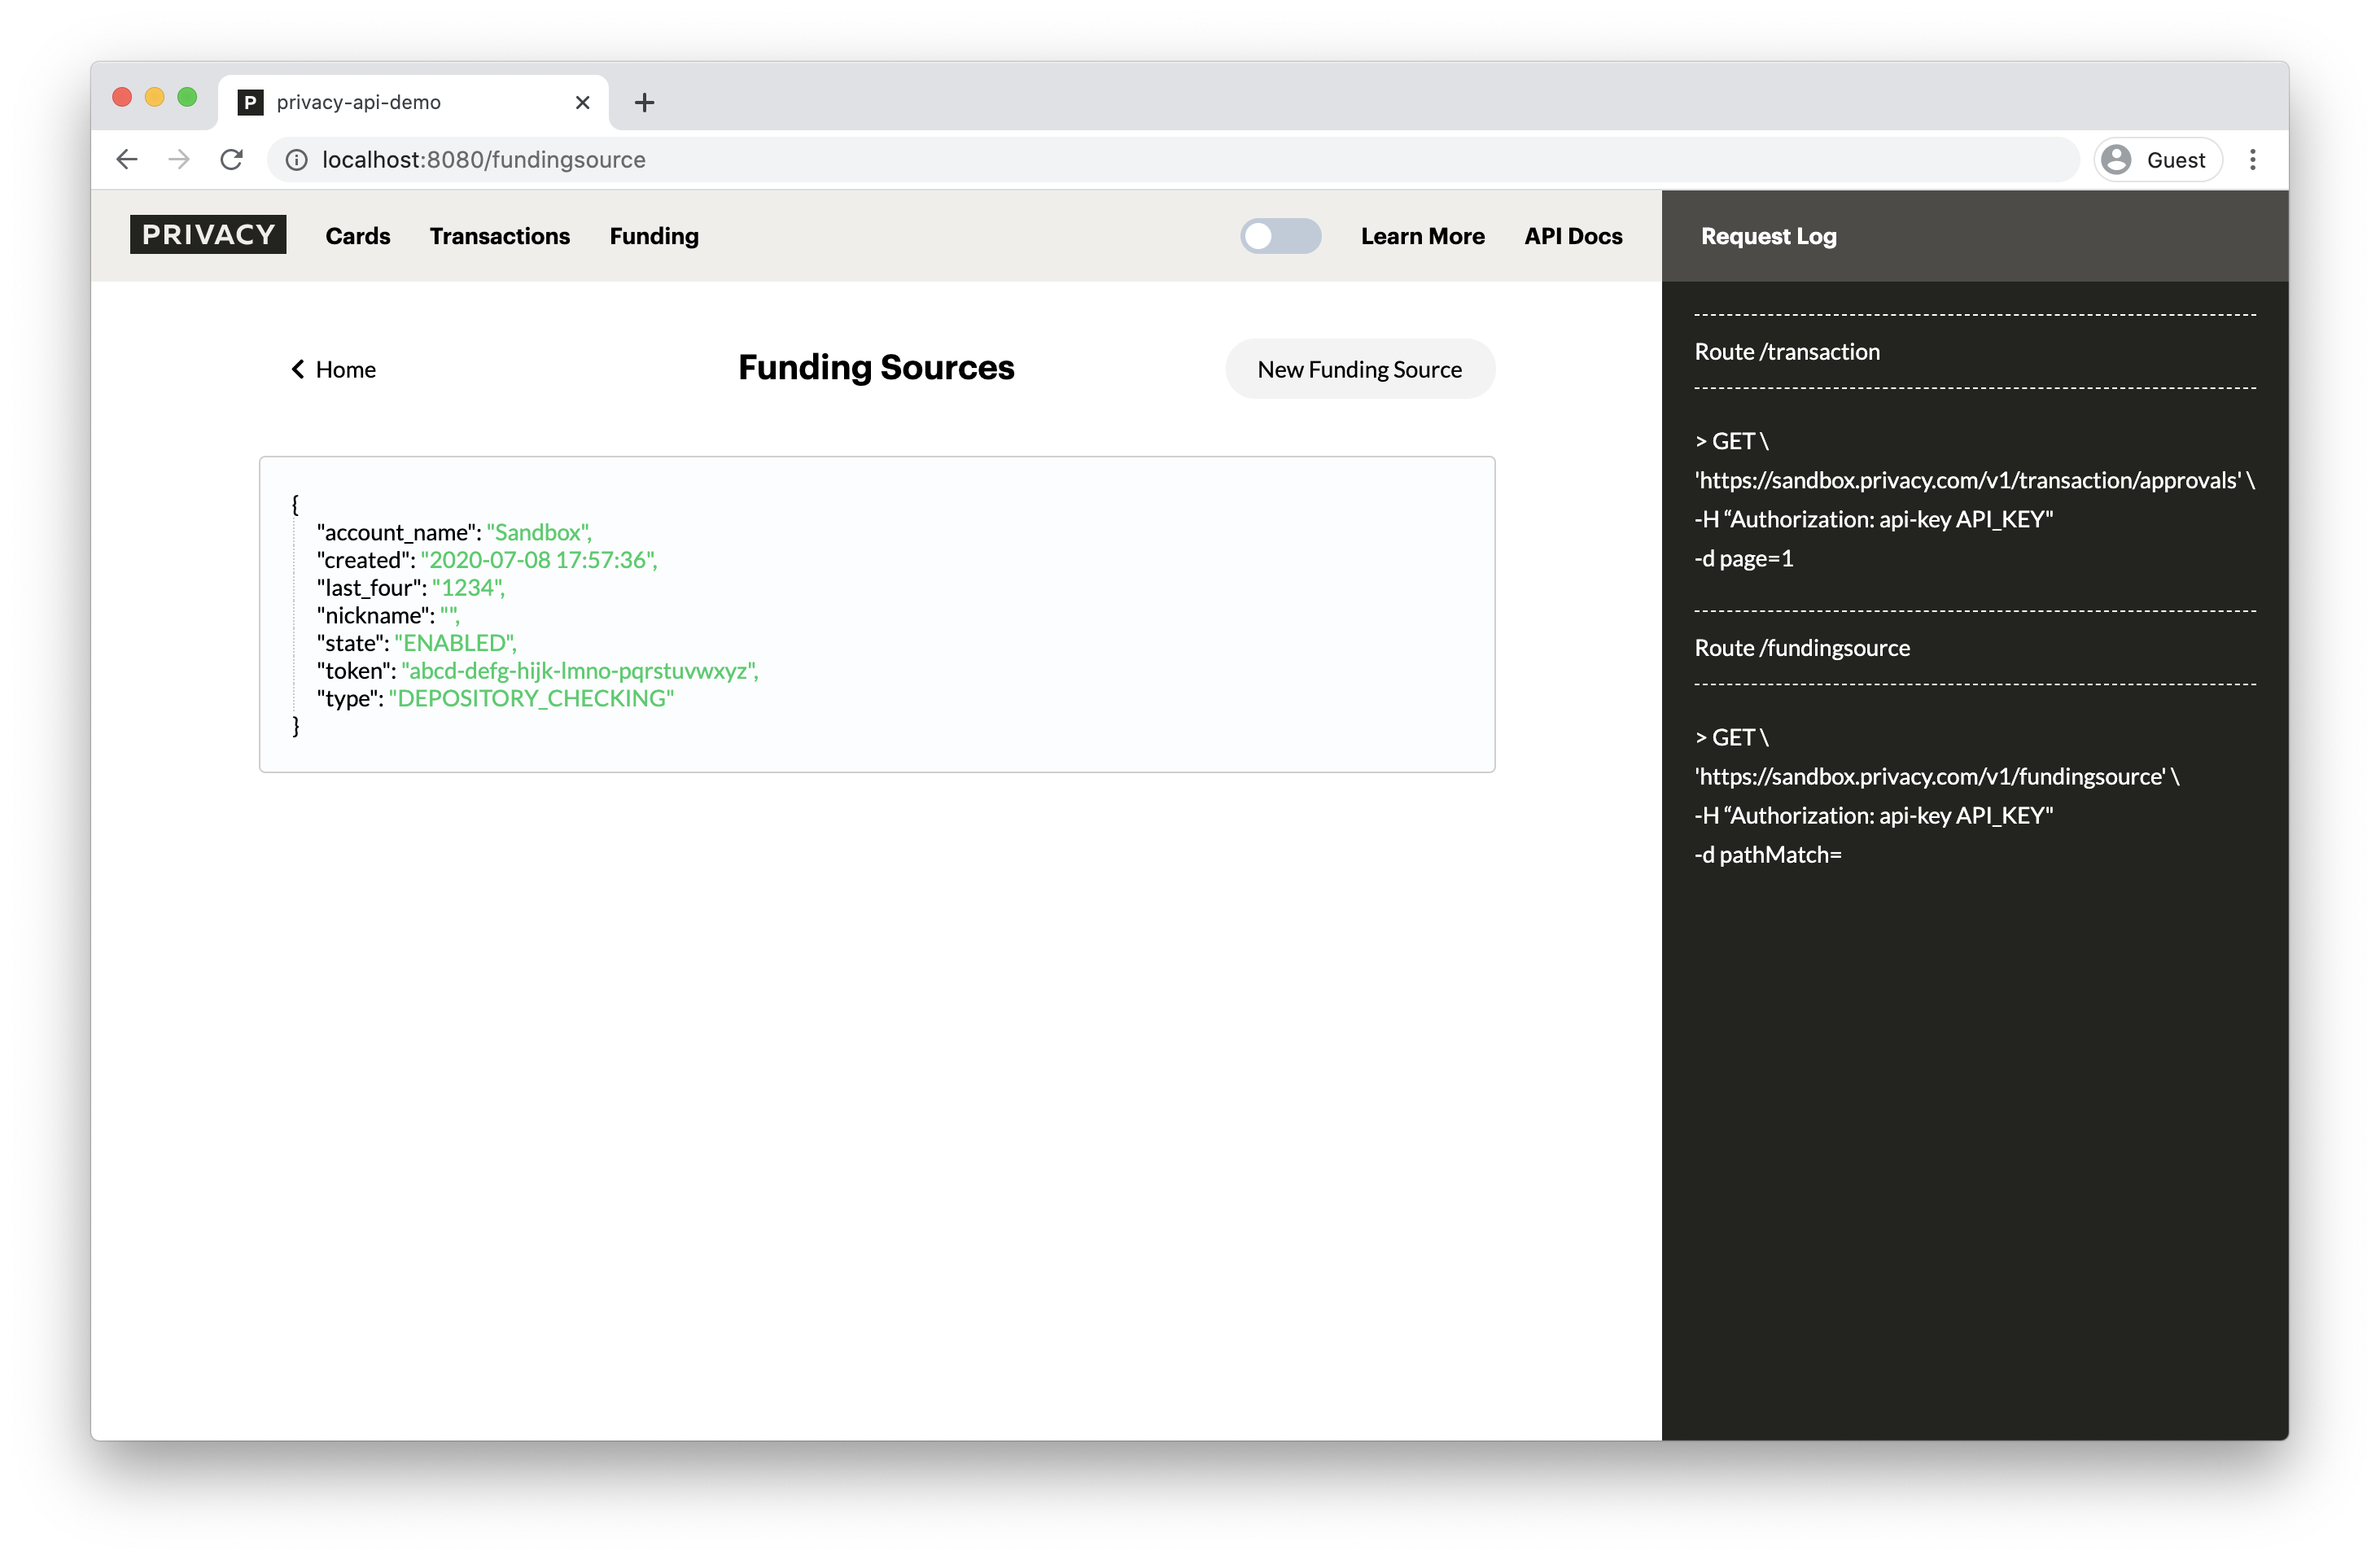 P privacy-api-demo
localhost:8080/fundingsource
Guest
PRIVACY Cards Transactions Funding Learn More API Docs
Home Funding Sources New Funding Source
{
"account_name": "Sandbox",
"created": "2020-07-08 17:57:36",
"last_four": "1234",
"nickname": "",
"state": "ENABLED",
"token": "abcd-defg-hijk-lmno-pqrstuvwxyz",
"type": "DEPOSITORY_CHECKING"
}
Request Log
Route /transaction
> GET \
'https://sandbox.privacy.com/v1/transaction/approvals' \
-H “Authorization: api-key API_KEY"
-d page=1
Route /fundingsource
> GET \
'https://sandbox.privacy.com/v1/fundingsource' \
-H “Authorization: api-key API_KEY"
-d pathMatch=